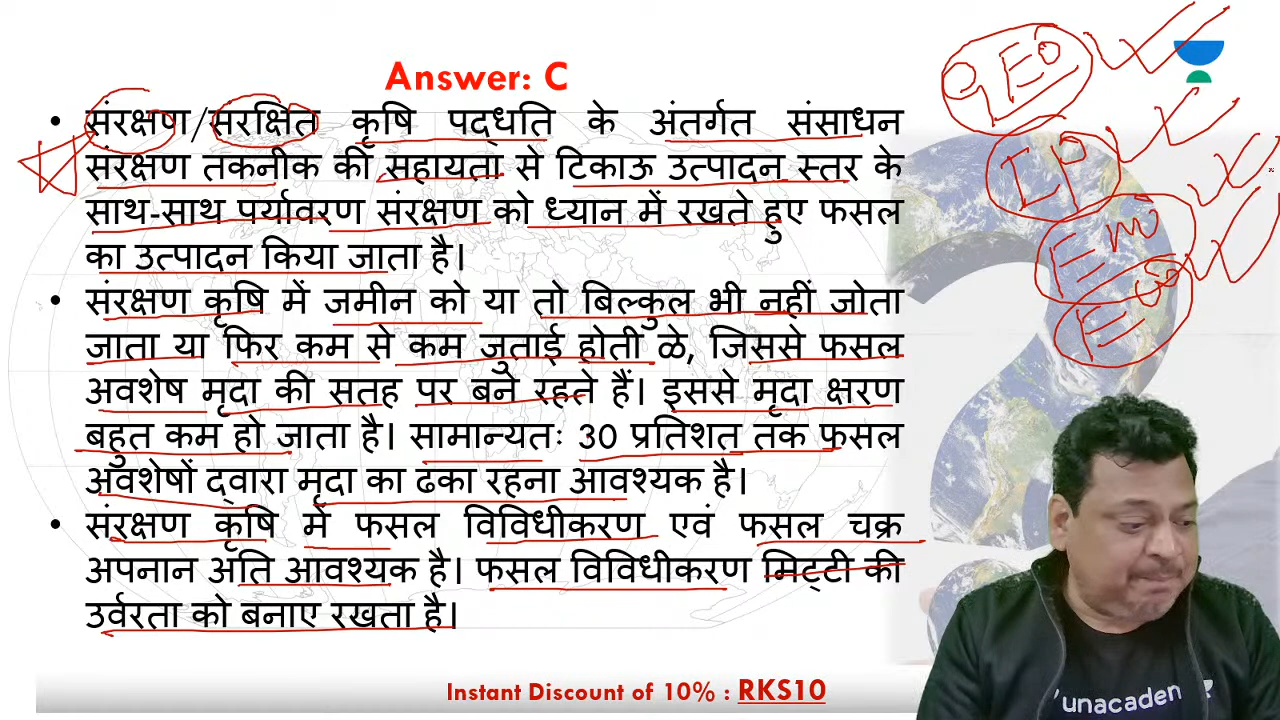 Answer: C
• संरक्षण/संरक्षित कृषि पद्धति के अंतर्गत संसाधन
संरक्षण तकनीक की सहायता से टिकाऊ उत्पादन स्तर के
साथ-साथ पर्यावरण संरक्षण को ध्यान में रखते हुए फसल
का उत्पादन किया जाता है।
• संरक्षण कृषि में जमीन को या तो बिल्कुल भी नहीं जोता
जाता या फिर कम से कम जुताई होती ळे, जिससे फसल
अवशेष मृदा की सतह पर बने रहते हैं। इससे मृदा क्षरण
बहुत कम हो जाता है। सामान्यतः 30 प्रतिशत तक फसल
अवशेषों द्वारा मृदा का ढका रहना आवश्यक है।
• संरक्षण कृषि में फसल विविधीकरण एवं फसल चक्र
अपनान अति आवश्यक है। फसल विविधीकरण मिट्टी की
उर्वरता को बनाए रखता है।
Instant Discount of 10% : RKS10
unacadem